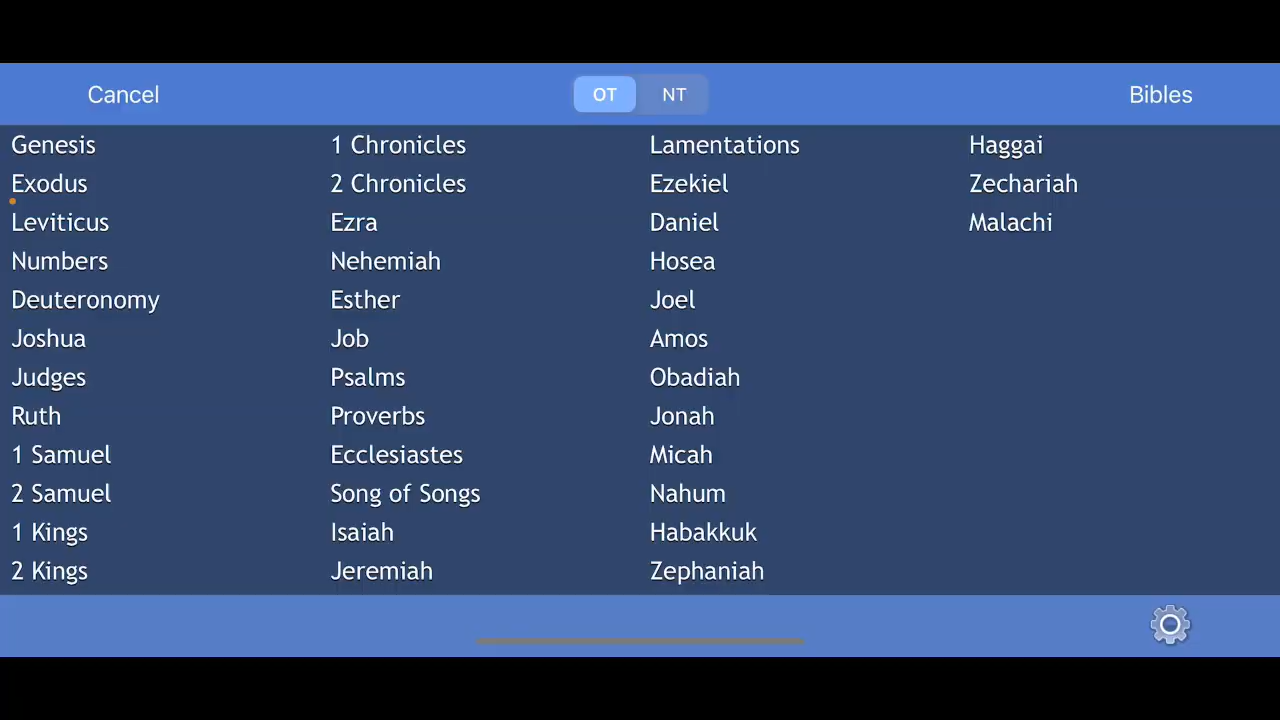 Cancel
OT
NT
Bibles
Genesis
Exodus
Leviticus
Numbers
Deuteronomy
Joshua
Judges
Ruth
1 Samuel
2 Samuel
1 Kings
2 Kings
1 Chronicles
2 Chronicles
Ezra
Nehemiah
Esther
Job
Psalms
Proverbs
Ecclesiastes
Song of Songs
Isaiah
Jeremiah
Lamentations
Ezekiel
Daniel
Hosea
Joel
Amos
Obadiah
Jonah
Micah
Nahum
Habakkuk
Zephaniah
Haggai
Zechariah
Malachi